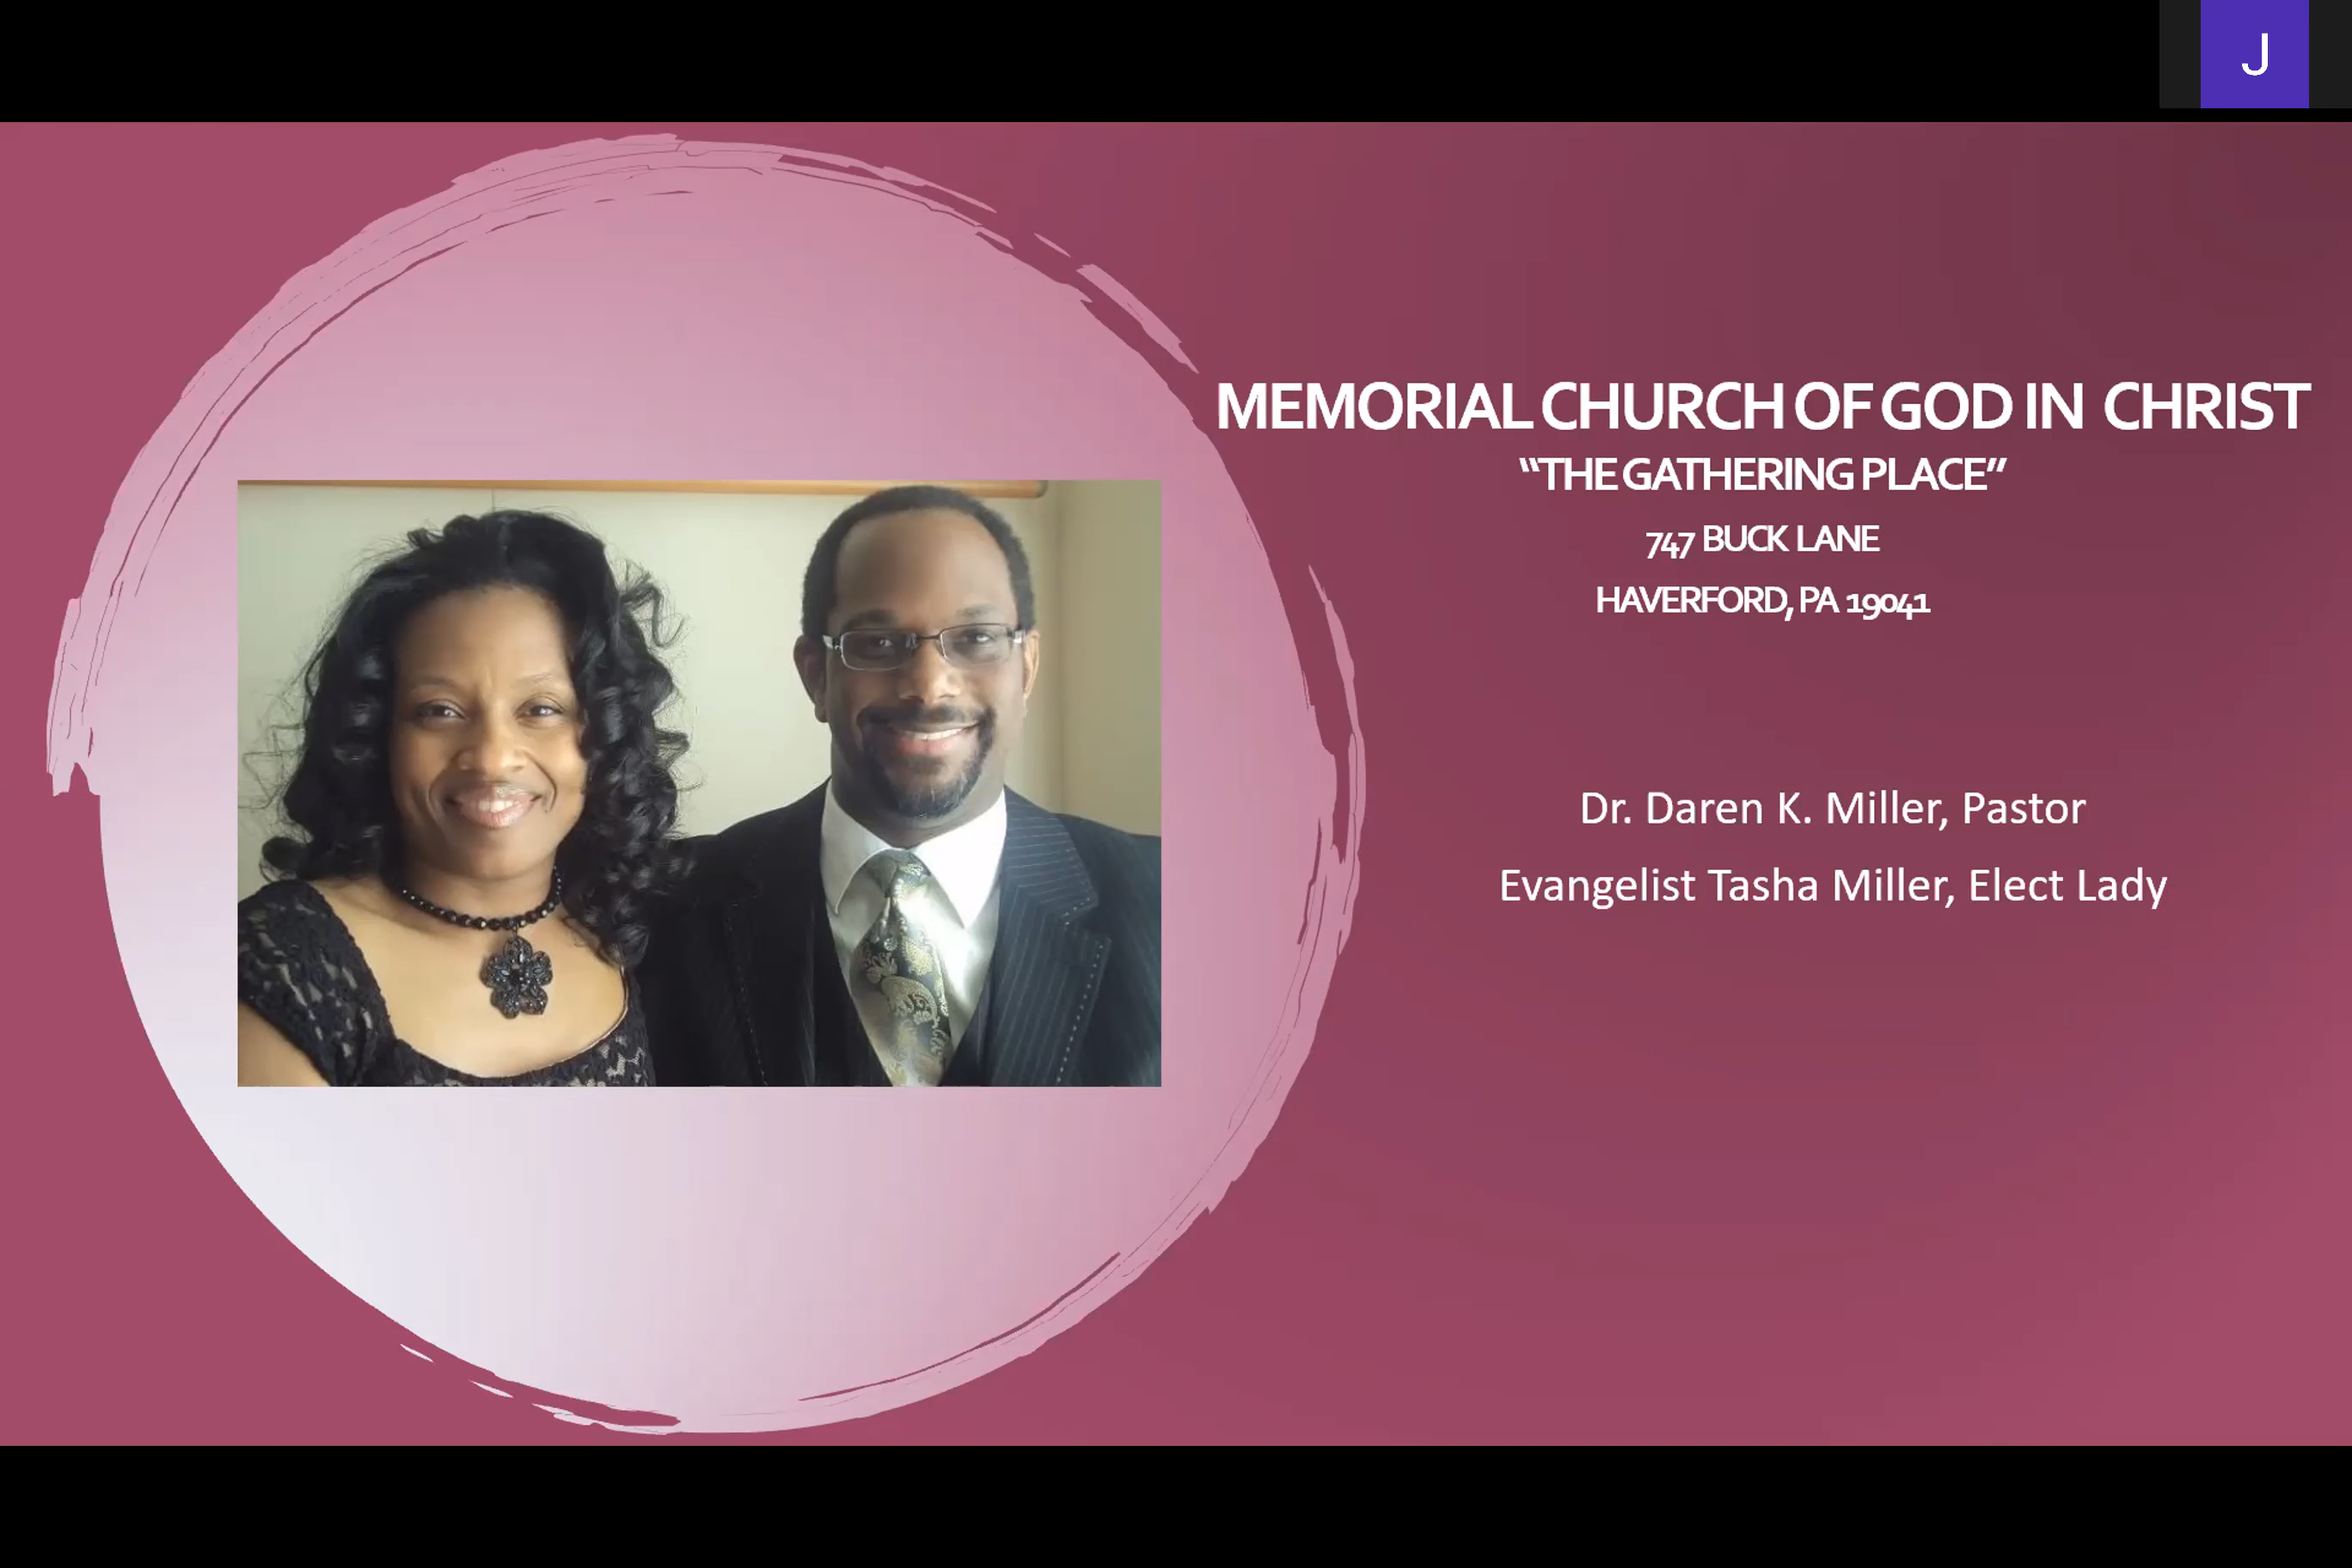 J
MEMORIAL CHURCH OF GOD IN CHRIST
“THE GATHERING PLACE”
747 BUCK LANE
HAVERFORD, PA 19041
Dr. Daren K. Miller, Pastor
Evangelist Tasha Miller, Elect Lady